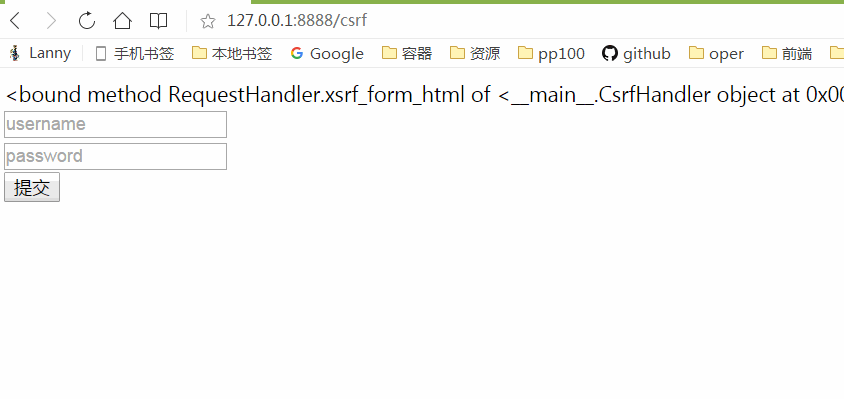 127.0.0.1:8888/csrf
Lanny 手机书签 本地书签 Google 容器 资源 pp100 github oper 前端
<bound method RequestHandler.xsrf_form_html of <__main__.CsrfHandler object at 0x00
username
password
提交